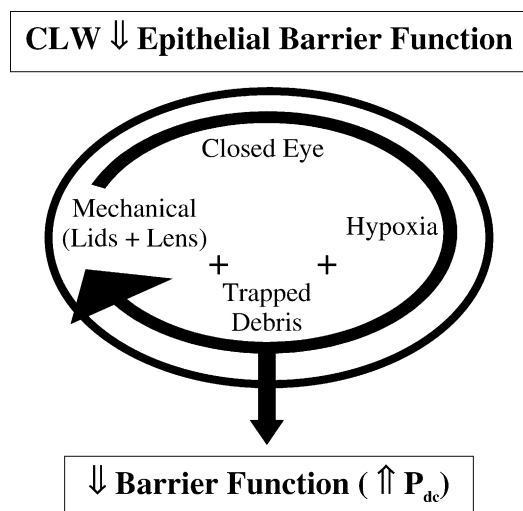 CLW ⇓ Epithelial Barrier Function
Closed Eye
Mechanical
(Lids + Lens)
Hypoxia
+ +
Trapped
Debris
⇓ Barrier Function ( ⇑ Pdc)